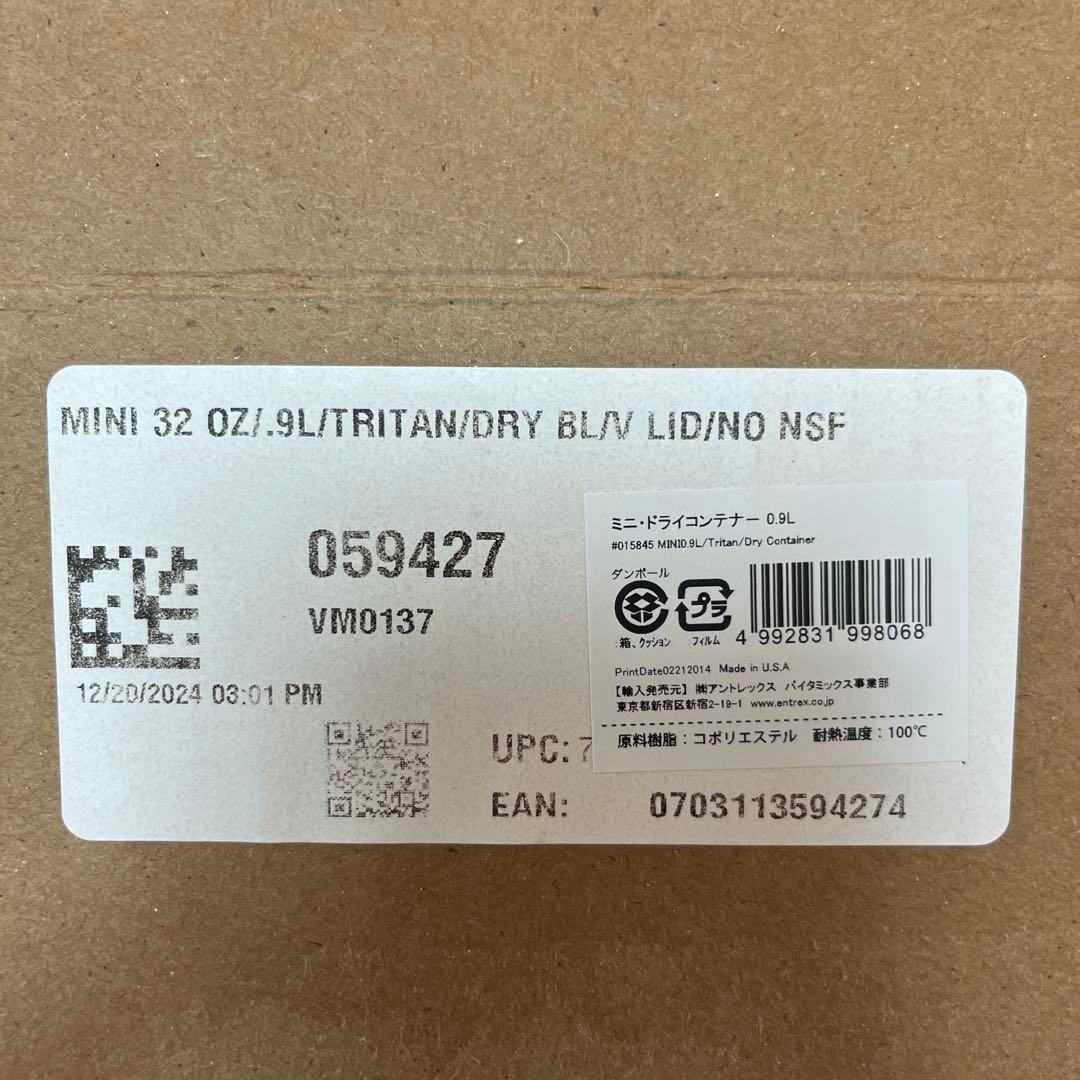 MINI 32 OZ/.9L/TRITAN/DRY BL/V LID/NO NSF
059427
VM0137
12/20/2024 03:01 PM
UPC: 7
EAN: 0703113594274
ミニ・ドライコンテナー 0.9L
#015845 MINI0.9L/Tritan/Dry Container
ダンボール
プラ
:箱、クッション :フィルム
4 992831 998068
PrintDate02212014 Made in U.S.A
【輸入発売元】 ㈱アントレックス バイタミックス事業部
東京都新宿区新宿2-19-1 www.entrex.co.jp
原料樹脂:コポリエステル 耐熱温度:100℃